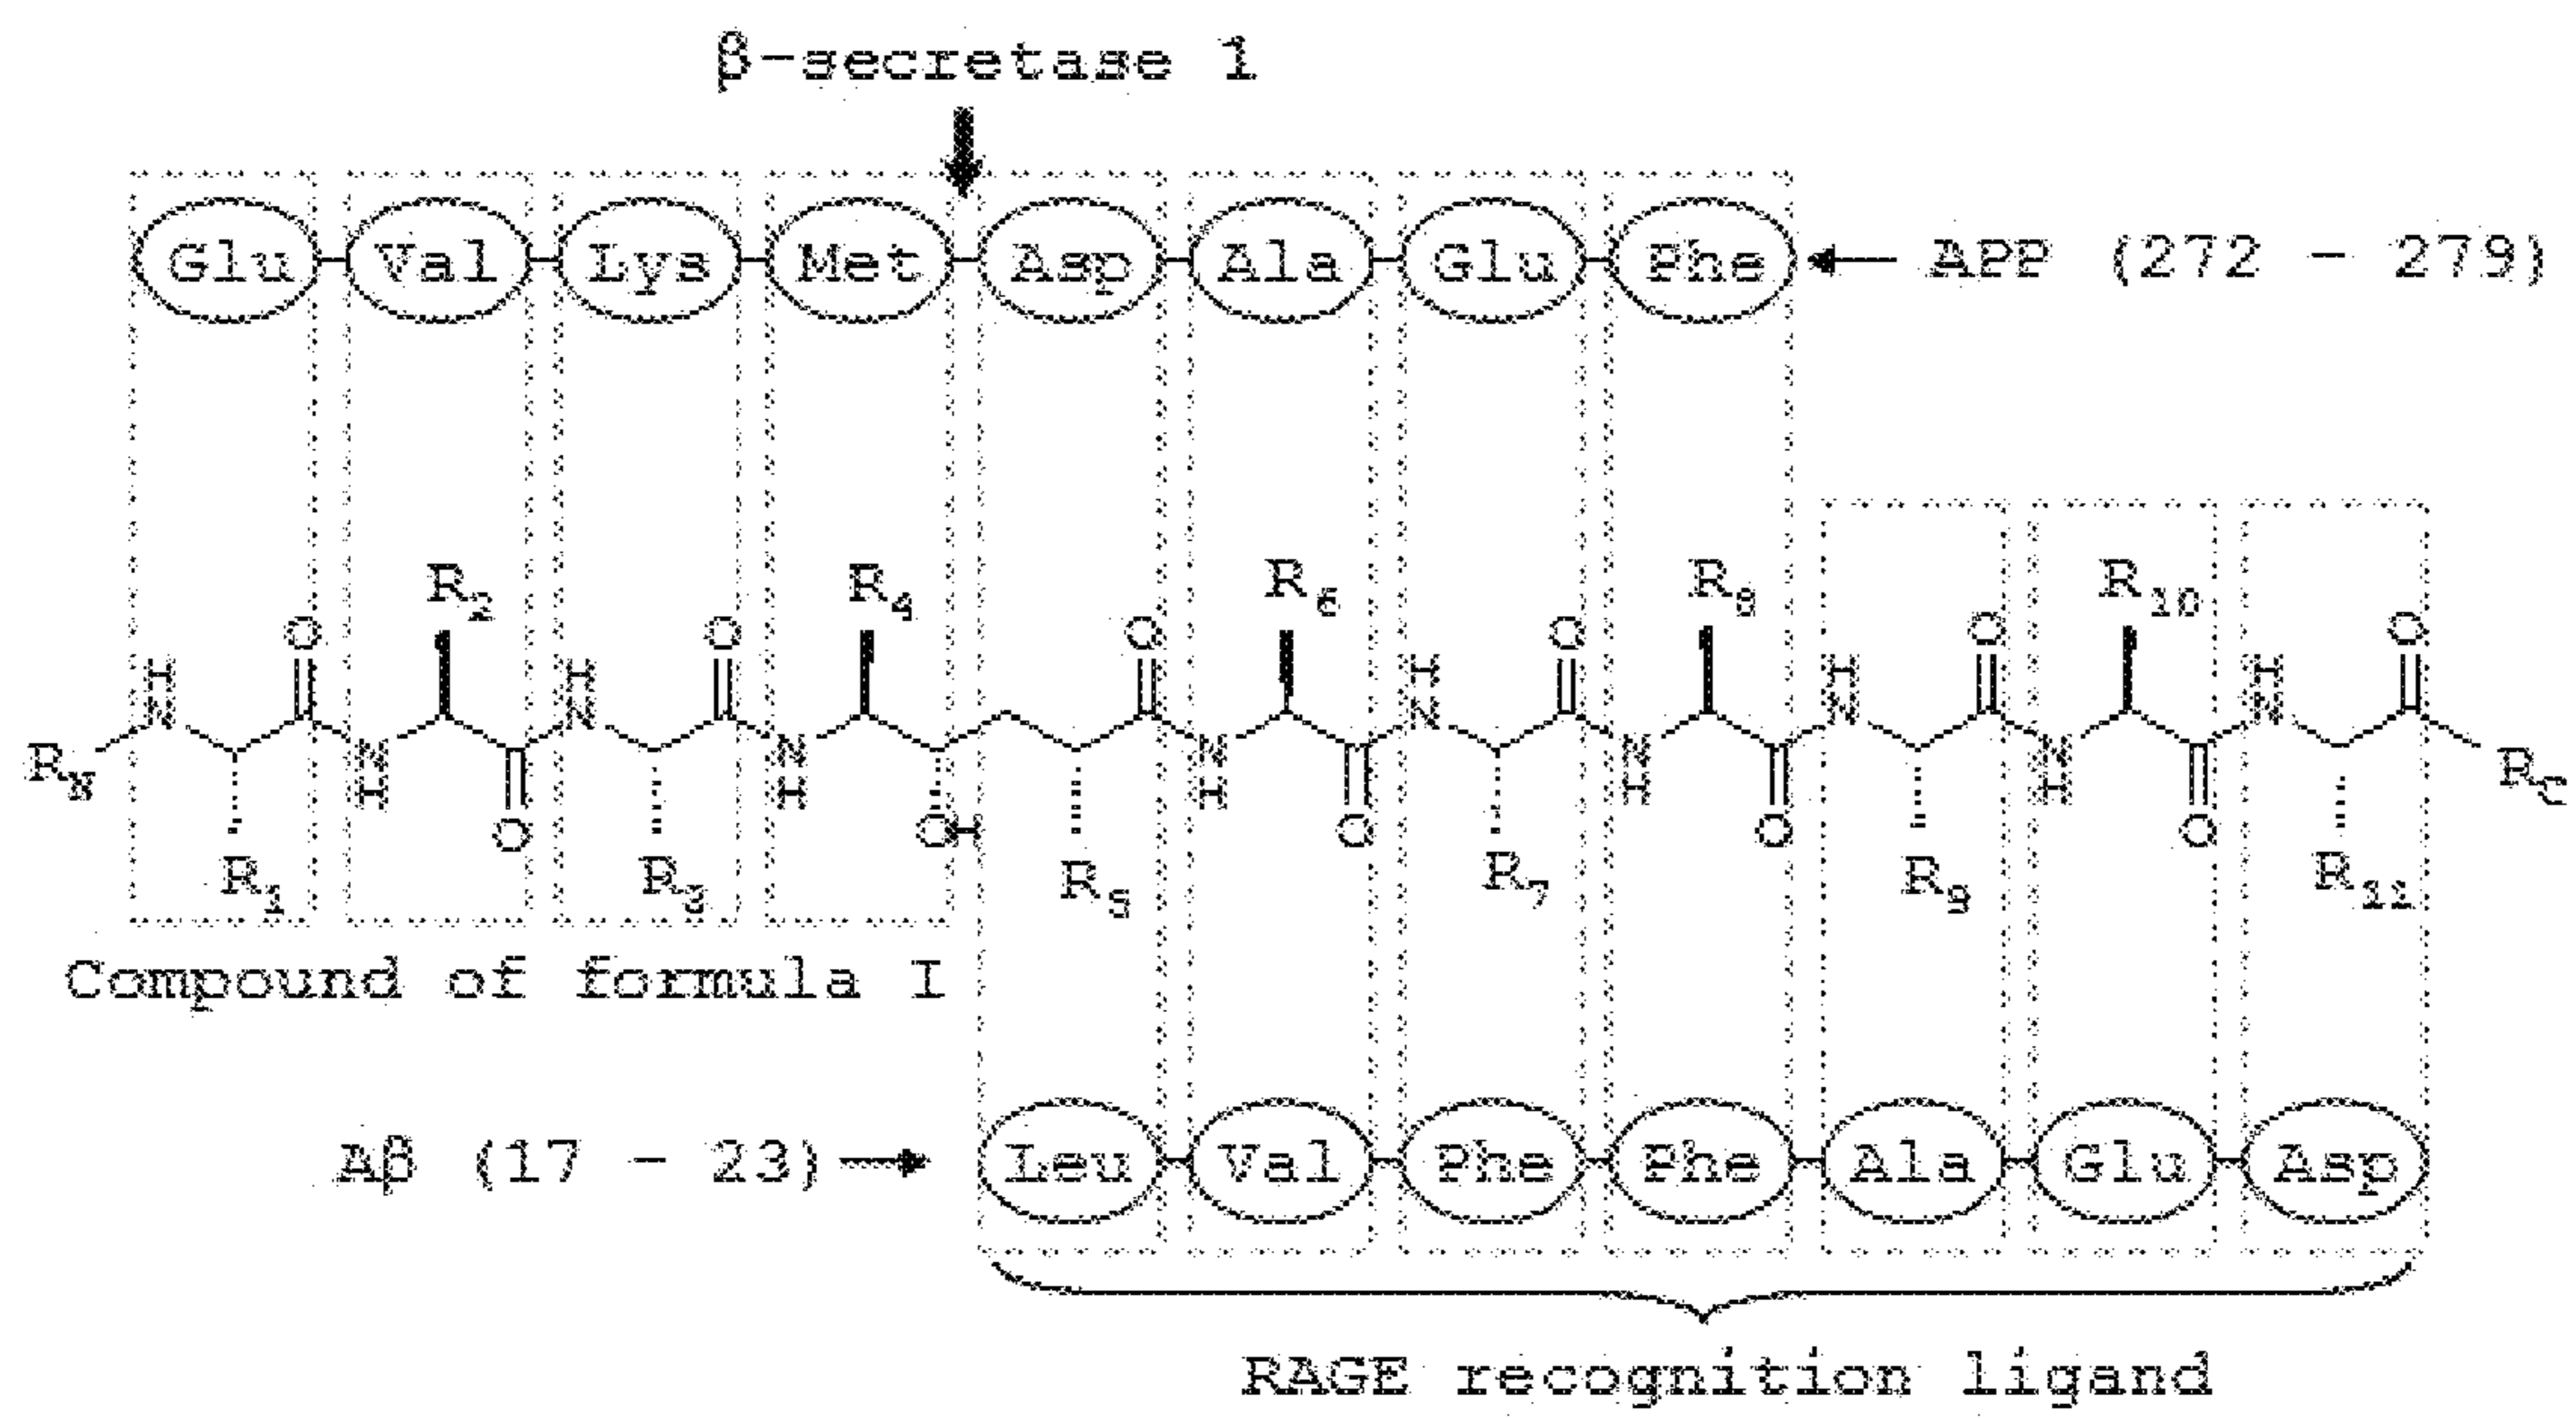 β-secretase 1
Glu Val Lys Met Asp Ala Glu Phe APP (272 - 279)
R2 R4 R6 R8 R10
O O O O O O
H H H H H H
N N N N N N
RN N N N N N RC
H H H H H
O OH O O O
R1 R3 R5 R7 R9 R11
Compound of formula I
Aβ (17 - 23) Leu Val Phe Phe Ala Glu Asp
RAGE recognition ligand